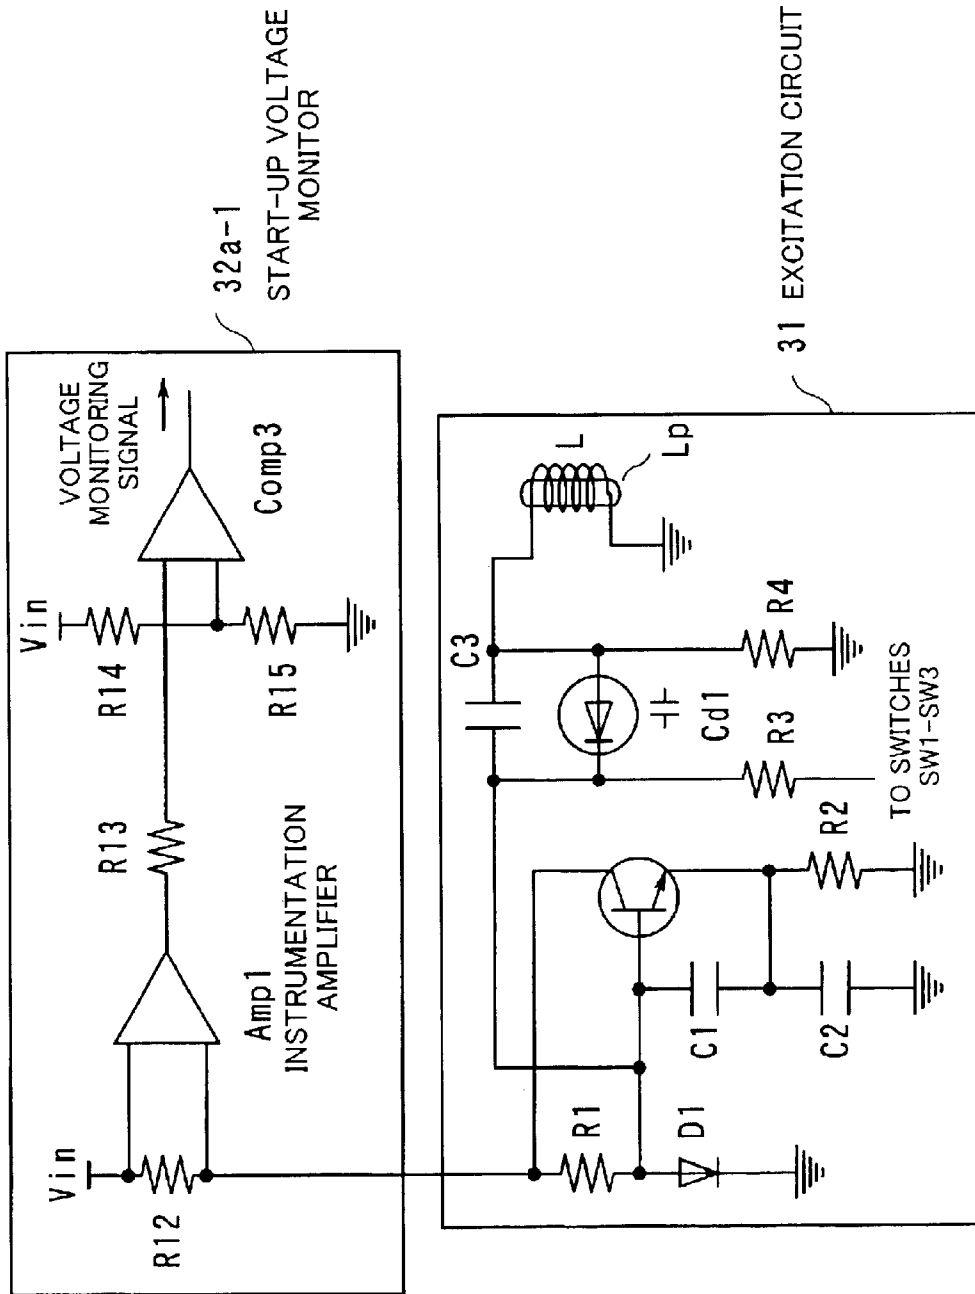 32a-1
START-UP VOLTAGE
MONITOR
VOLTAGE
MONITORING
SIGNAL
Vin
R12
Amp1
INSTRUMENTATION
AMPLIFIER
R13
Vin
R14
R15
Comp3
31 EXCITATION CIRCUIT
R1
D1
C1
C2
R2
C3
Cd1
R3
R4
L
Lp
TO SWITCHES
SW1-SW3